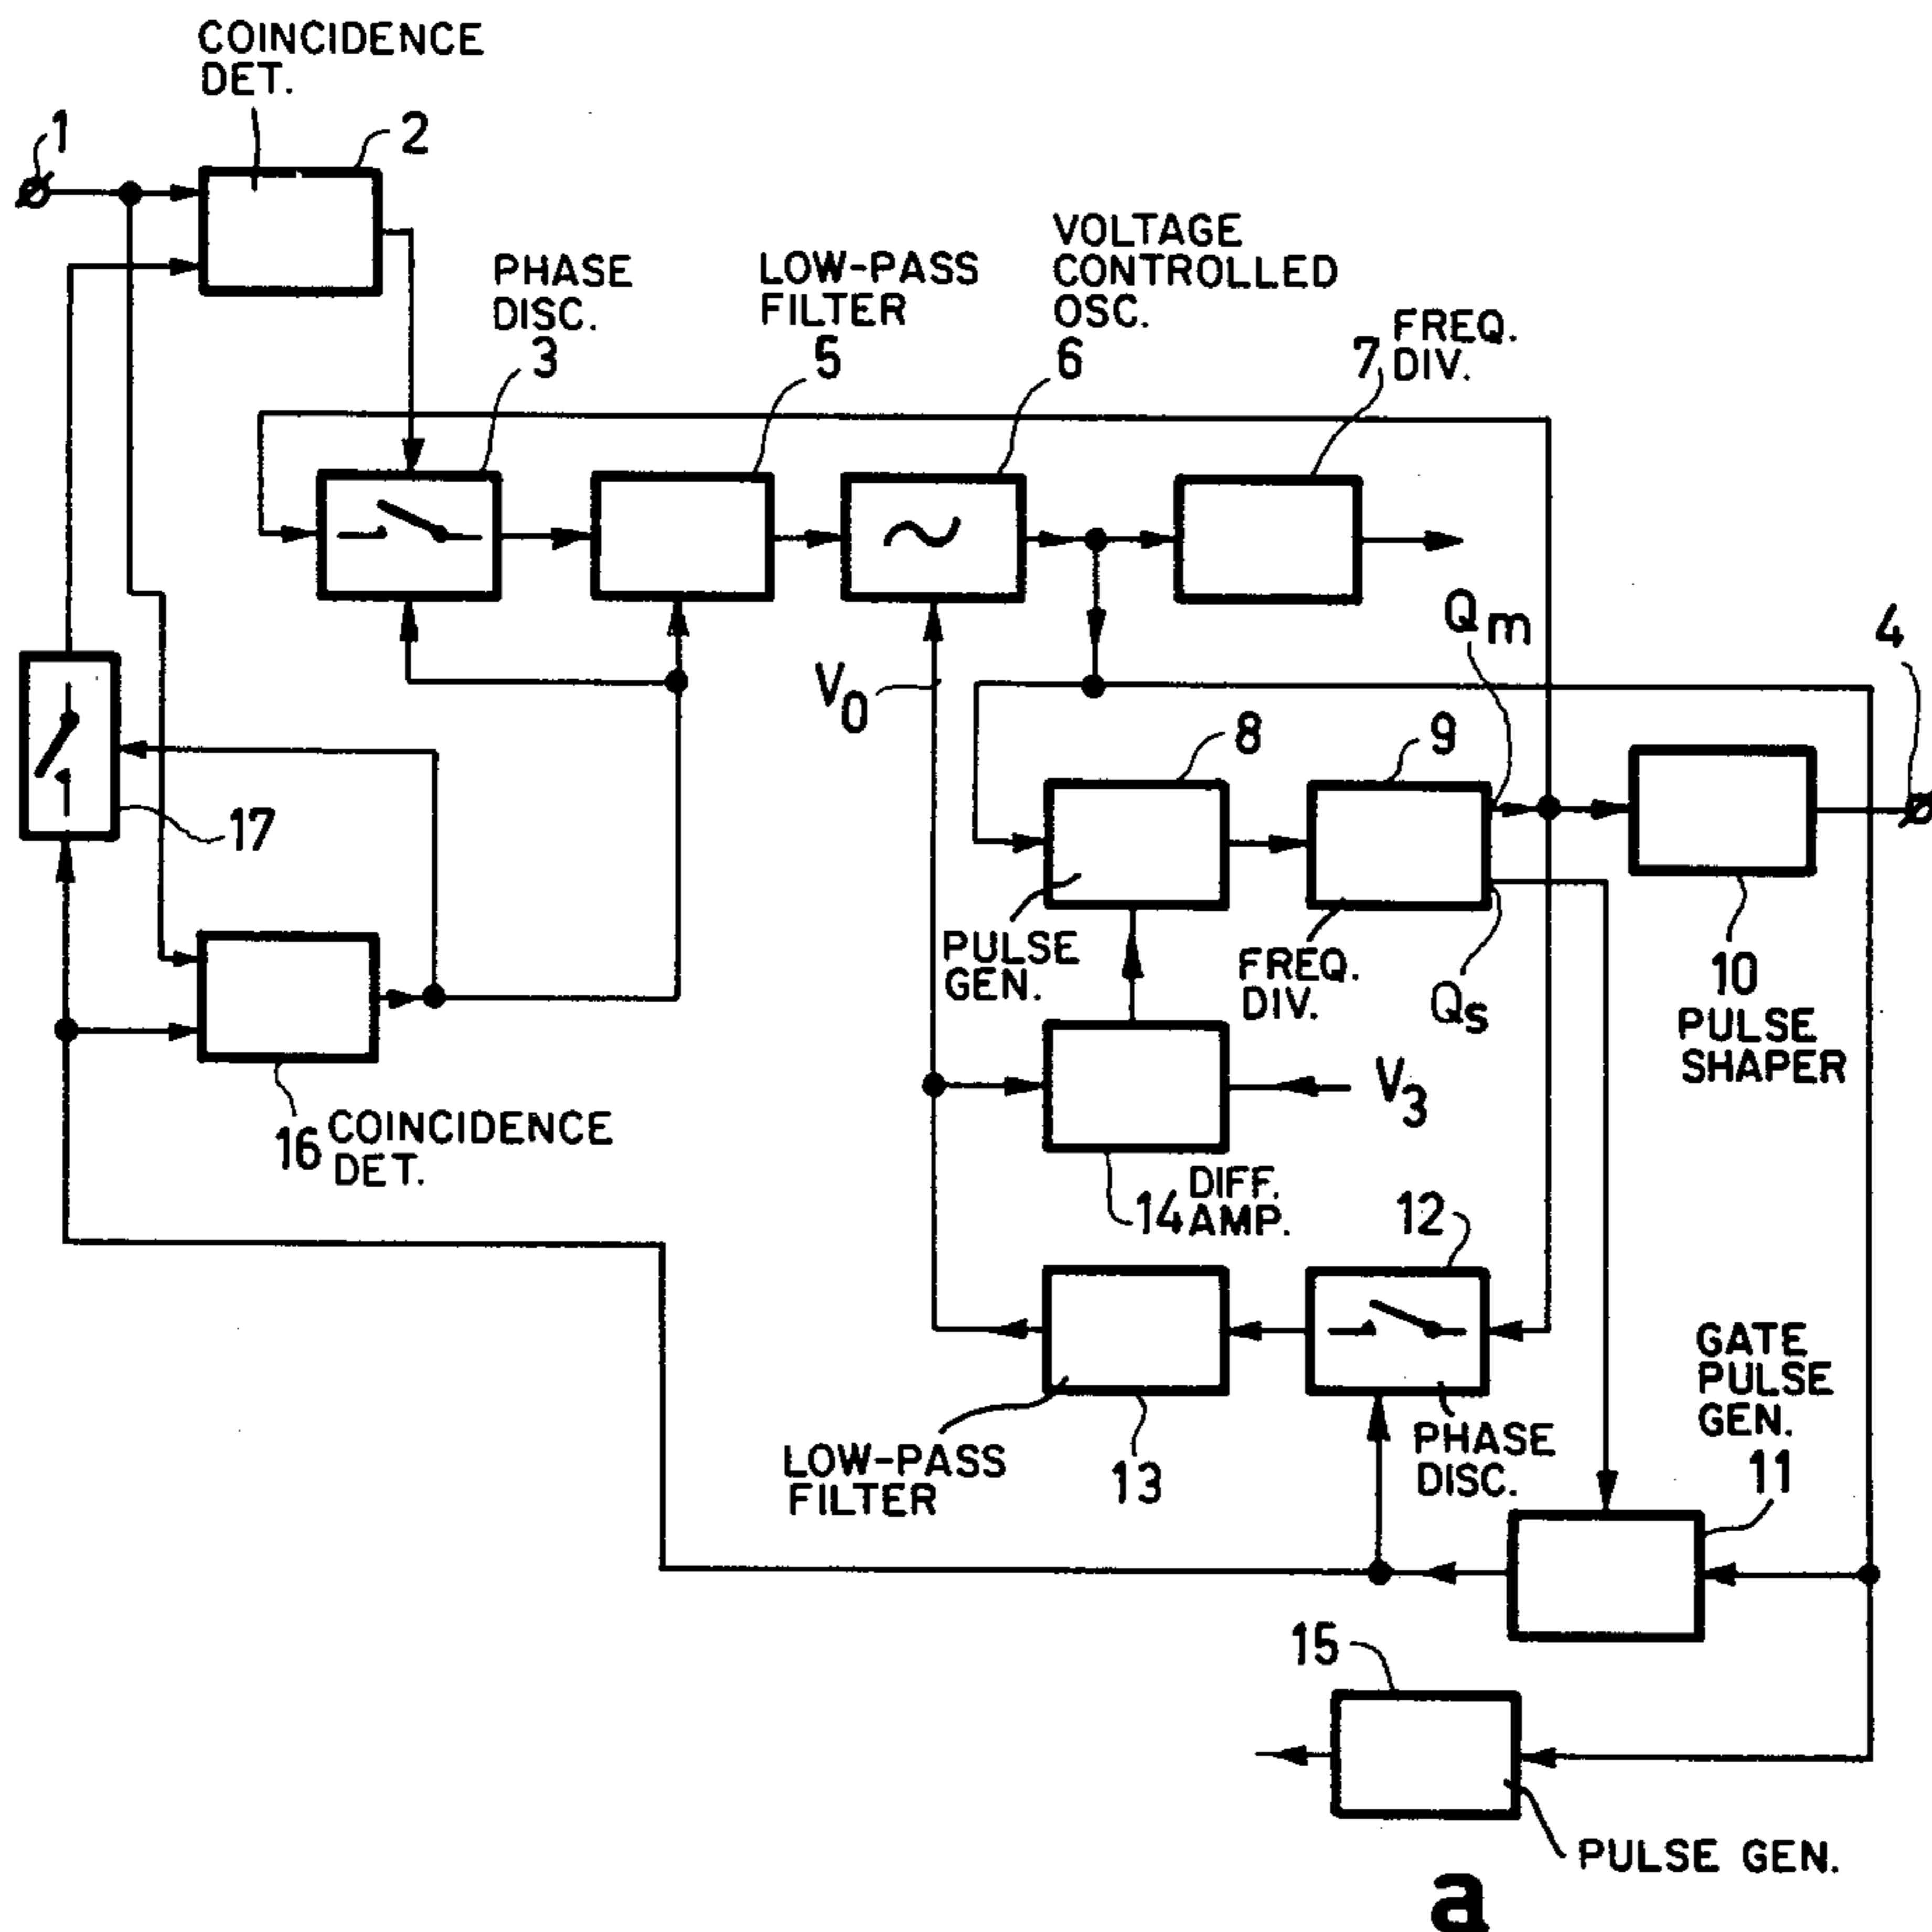 COINCIDENCE
DET.
1
2
VOLTAGE
CONTROLLED
OSC.
6
PHASE
DISC.
3
LOW-PASS
FILTER
5
FREQ.
7 DIV.
Qm
4
V0
8
9
17
PULSE
GEN.
FREQ.
DIV.
Qs
10
PULSE
SHAPER
V3
16 COINCIDENCE
DET.
DIFF.
14 AMP.
12
GATE
PULSE
GEN.
11
LOW-PASS
FILTER
13
PHASE
DISC.
15
PULSE GEN.
a